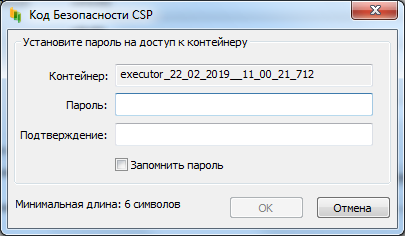 Код Безопасности CSP
Установите пароль на доступ к контейнеру
Контейнер: executor_22_02_2019__11_00_21_712
Пароль:
Подтверждение:
Запомнить пароль
Минимальная длина: 6 символов OK Отмена